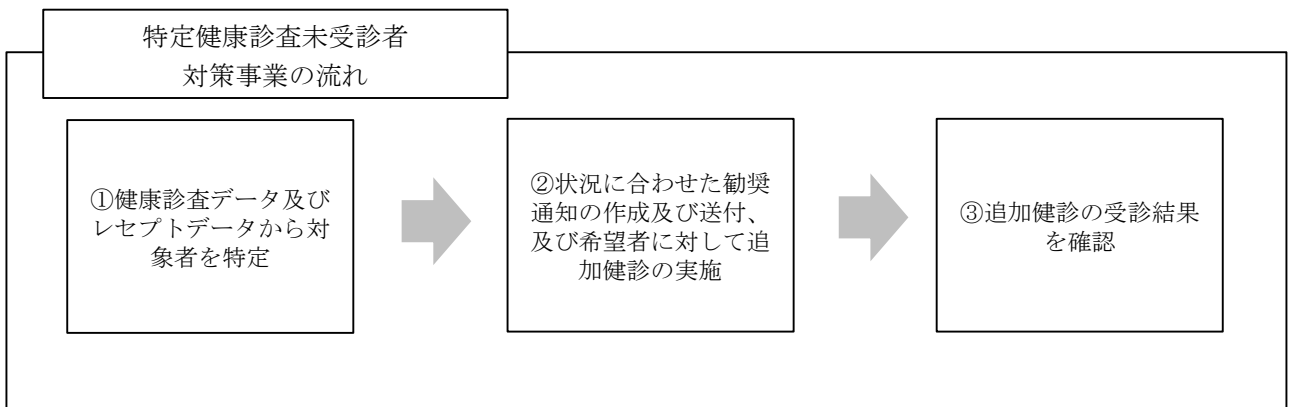 特定健康診査未受診者
対策事業の流れ
①健康診査データ及び
レセプトデータから対
象者を特定
②状況に合わせた勧奨
通知の作成及び送付、
及び希望者に対して追
加健診の実施
③追加健診の受診結果
を確認